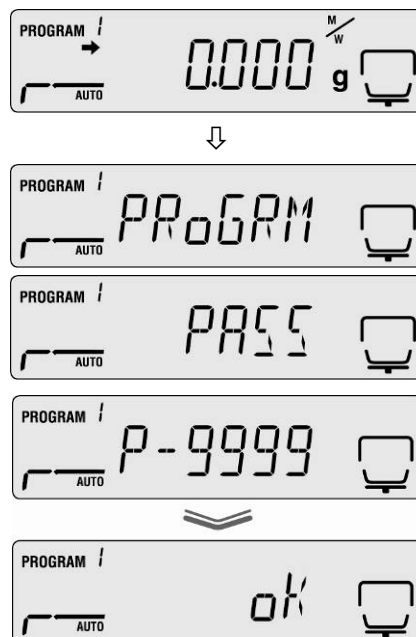 PROGRAM 1
M/W
0.000 g
AUTO
PROGRAM 1
PRoGRM
AUTO
PROGRAM 1
PASS
AUTO
PROGRAM 1
P-9999
AUTO
PROGRAM 1
oK
AUTO